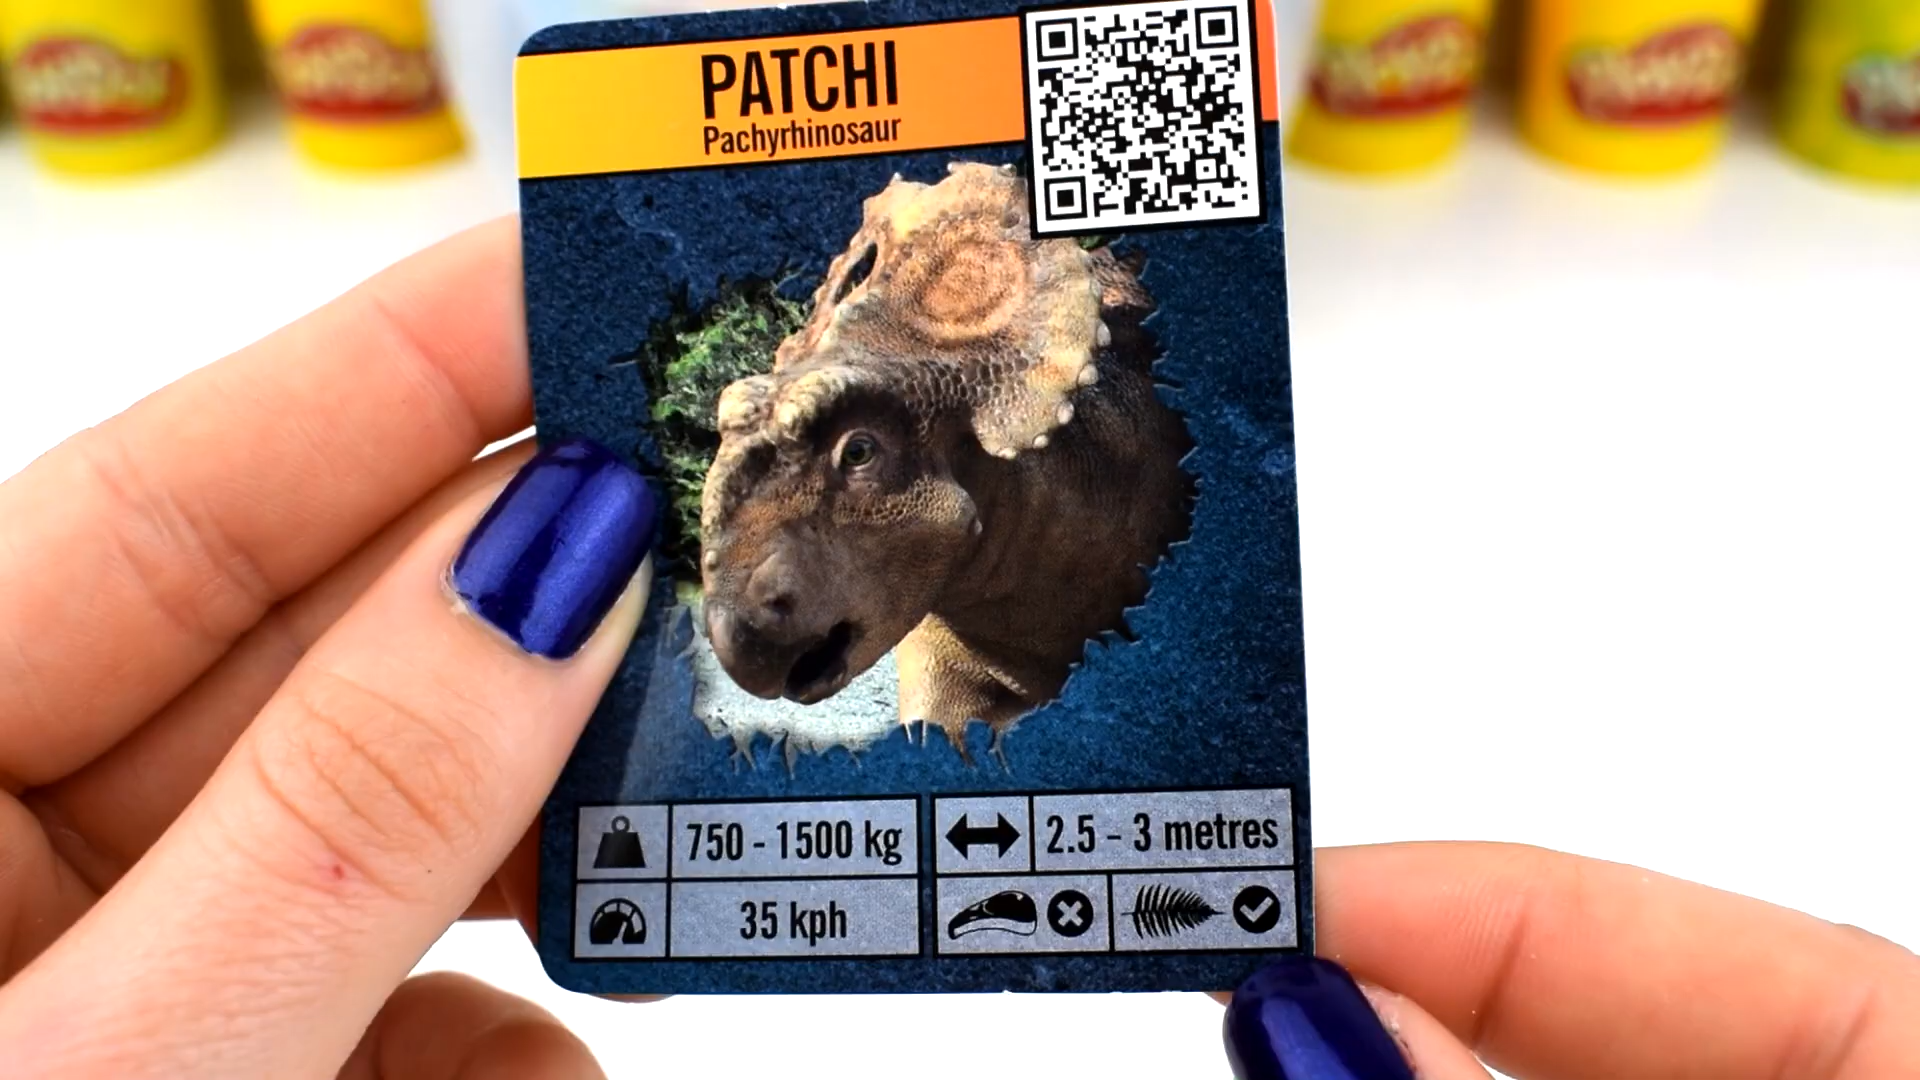 PATCHI
Pachyrhinosaur
750 - 1500 kg
2.5 - 3 metres
35 kph